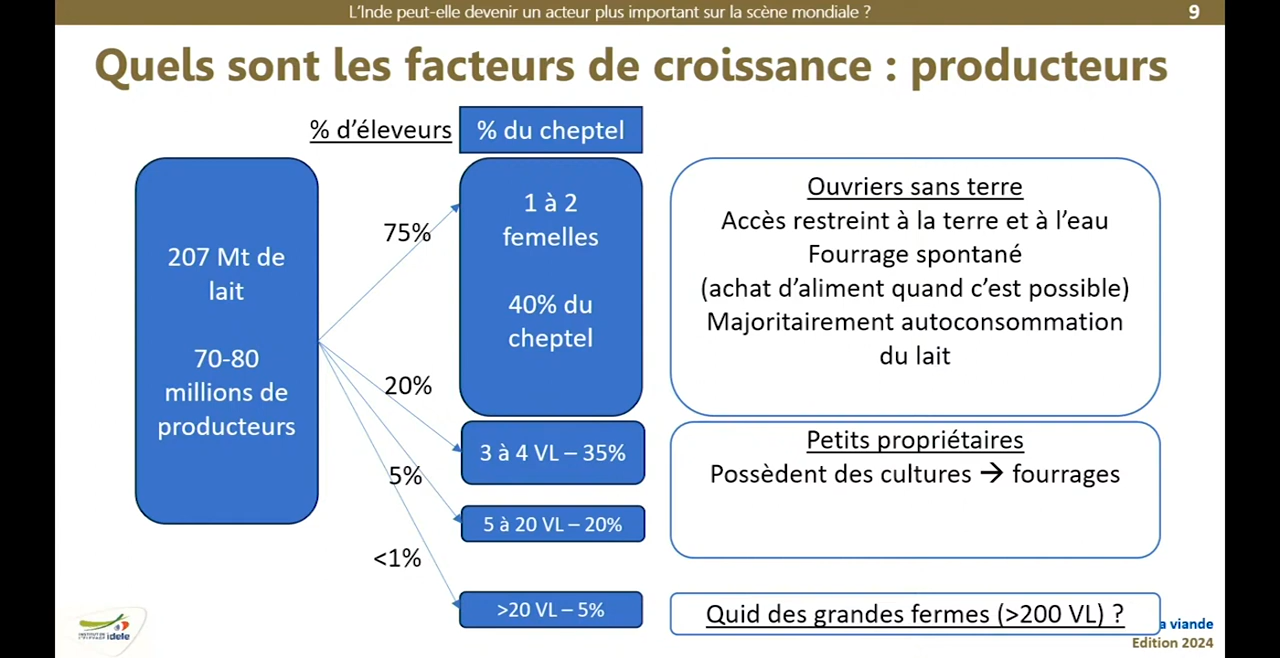 L'Inde peut-elle devenir un acteur plus important sur la scène mondiale ?
9
Quels sont les facteurs de croissance : producteurs
% d'éleveurs
% du cheptel
207 Mt de
lait
70-80
millions de
producteurs
75%
1 à 2
femelles
40% du
cheptel
Ouvriers sans terre
Accès restreint à la terre et à l'eau
Fourrage spontané
(achat d'aliment quand c'est possible)
Majoritairement autoconsommation
du lait
20%
3 à 4 VL – 35%
Petits propriétaires
Possèdent des cultures → fourrages
5%
5 à 20 VL – 20%
<1%
>20 VL – 5%
Quid des grandes fermes (>200 VL) ?
INSTITUT DE
L'ELEVAGE idele
a viande
Edition 2024